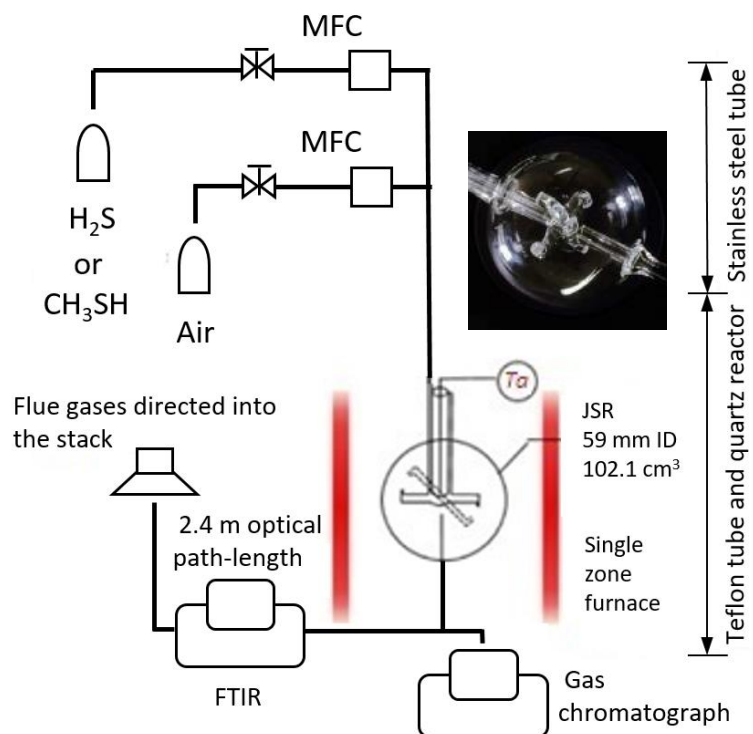 MFC
MFC
H₂S
or
CH₃SH
Air
Stainless steel tube
Teflon tube and quartz reactor
Ta
Flue gases directed into
the stack
2.4 m optical
path-length
JSR
59 mm ID
102.1 cm³
Single
zone
furnace
FTIR
Gas
chromatograph